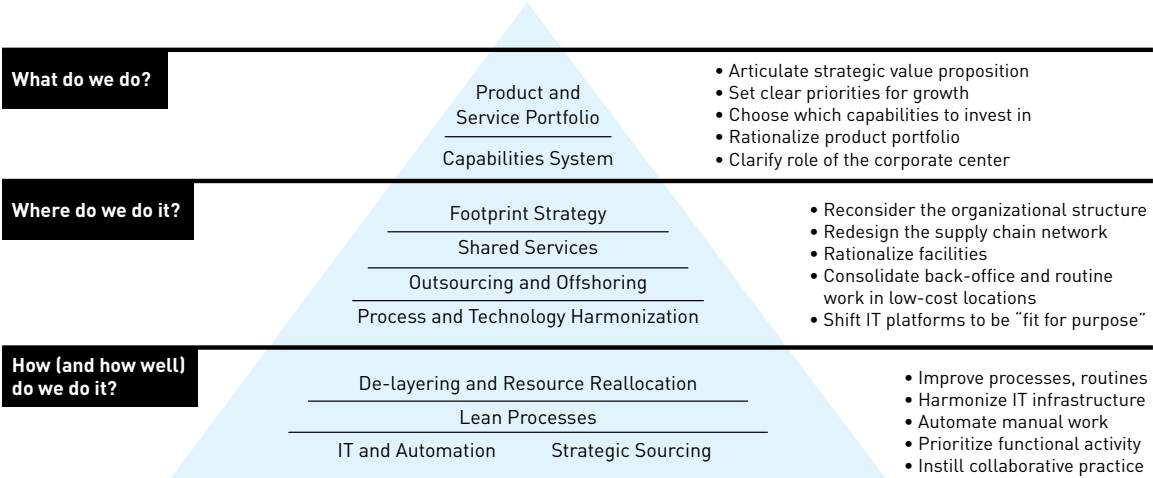 What do we do?
Product and
Service Portfolio
Capabilities System
• Articulate strategic value proposition
• Set clear priorities for growth
• Choose which capabilities to invest in
• Rationalize product portfolio
• Clarify role of the corporate center
Where do we do it?
Footprint Strategy
Shared Services
Outsourcing and Offshoring
Process and Technology Harmonization
• Reconsider the organizational structure
• Redesign the supply chain network
• Rationalize facilities
• Consolidate back-office and routine
work in low-cost locations
• Shift IT platforms to be “fit for purpose”
How (and how well)
do we do it?
De-layering and Resource Reallocation
Lean Processes
IT and Automation Strategic Sourcing
• Improve processes, routines
• Harmonize IT infrastructure
• Automate manual work
• Prioritize functional activity
• Instill collaborative practice